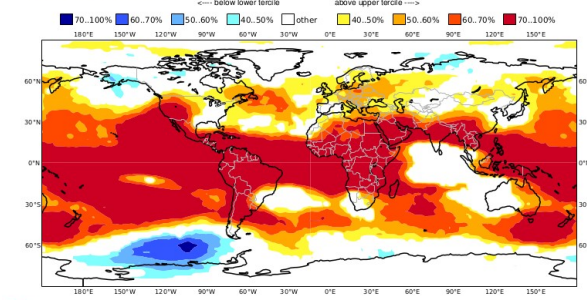 <---- below lower tercile above upper tercile ---->
70..100% 60..70% 50..60% 40..50% other 40..50% 50..60% 60..70% 70..100%
180°E 150°W 120°W 90°W 60°W 30°W 0°E 30°E 60°E 90°E 120°E 150°E
60°N 60
30°N 30
0°N 0°
30°S 30
60°S 60
180°E 150°W 120°W 90°W 60°W 30°W 0°E 30°E 60°E 90°E 120°E 150°E